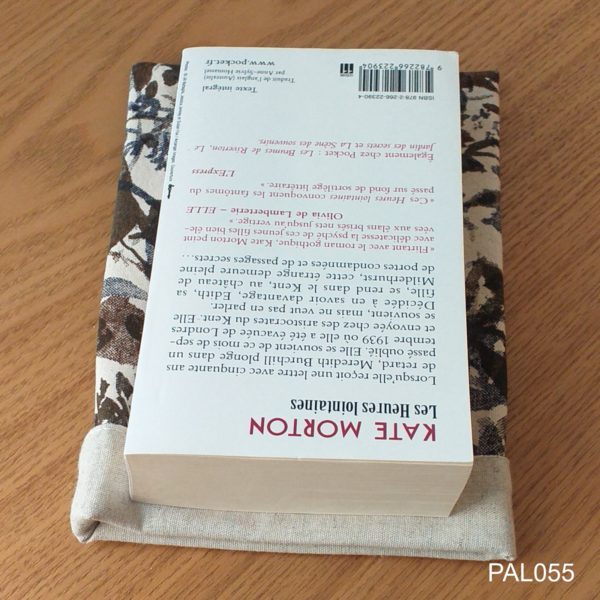 KATE MORTON
Les Heures lointaines
Lorsqu'elle reçoit une lettre avec cinquante ans
de retard, Meredith Burchill plonge dans un
passé oublié. Elle se souvient de ce mois de sep-
tembre 1939 où elle a été évacuée de Londres
et envoyée chez des aristocrates du Kent. Elle
se souvient, mais ne veut pas en parler.
Décidée à en savoir davantage, Edith, sa
fille, se rend dans le Kent, au château de
Milderhurst, cette étrange demeure pleine
de portes condamnées et de passages secrets…
« Flirtant avec le roman gothique, Kate Morton peint
avec délicatesse la psyché de ces jeunes filles bien éle-
vées aux élans brisés nets jusqu'au vertige. »
Olivia de Lamberterie – ELLE
« Ces Heures lointaines convoquent les fantômes du
passé sur fond de sortilège littéraire. »
L'Express
Également chez Pocket : Les Brumes de Riverton, Le
Jardin des secrets et La Scène des souvenirs.
Texte intégral
Traduit de l'anglais (Australie)
par Anne-Sylvie Homassel
www.pocket.fr
ISBN 978-2-266-22390-4
9 782266 223904
PAL055